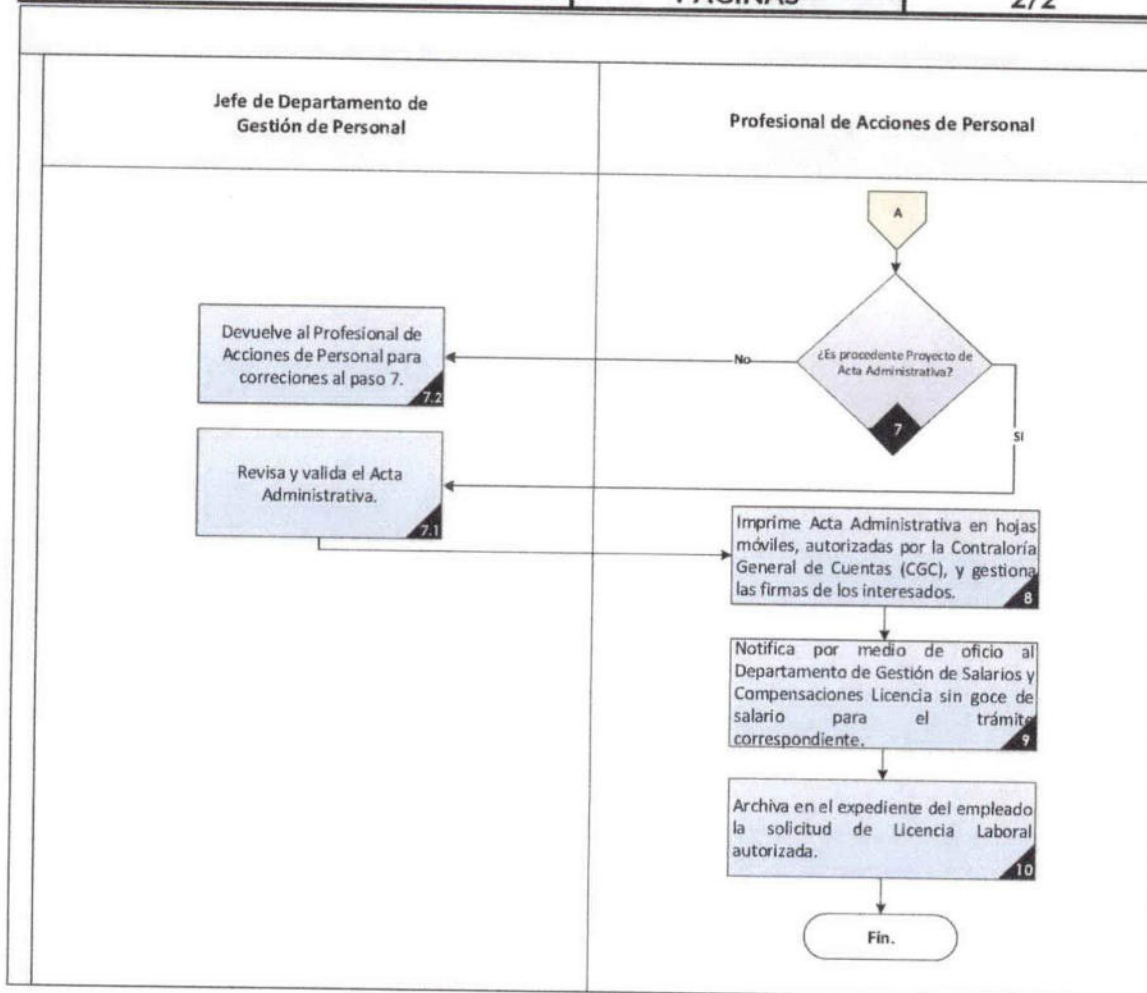 PÁGINAS
2/2
Jefe de Departamento de
Gestión de Personal
Profesional de Acciones de Personal
A
¿Es procedente Proyecto de
Acta Administrativa?
7
No
SI
Devuelve al Profesional de
Acciones de Personal para
correciones al paso 7.
7.2
Revisa y valida el Acta
Administrativa.
7.1
Imprime Acta Administrativa en hojas
móviles, autorizadas por la Contraloría
General de Cuentas (CGC), y gestiona
las firmas de los interesados.
8
Notifica por medio de oficio al
Departamento de Gestión de Salarios y
Compensaciones Licencia sin goce de
salario para el trámite
correspondiente.
9
Archiva en el expediente del empleado
la solicitud de Licencia Laboral
autorizada.
10
Fin.